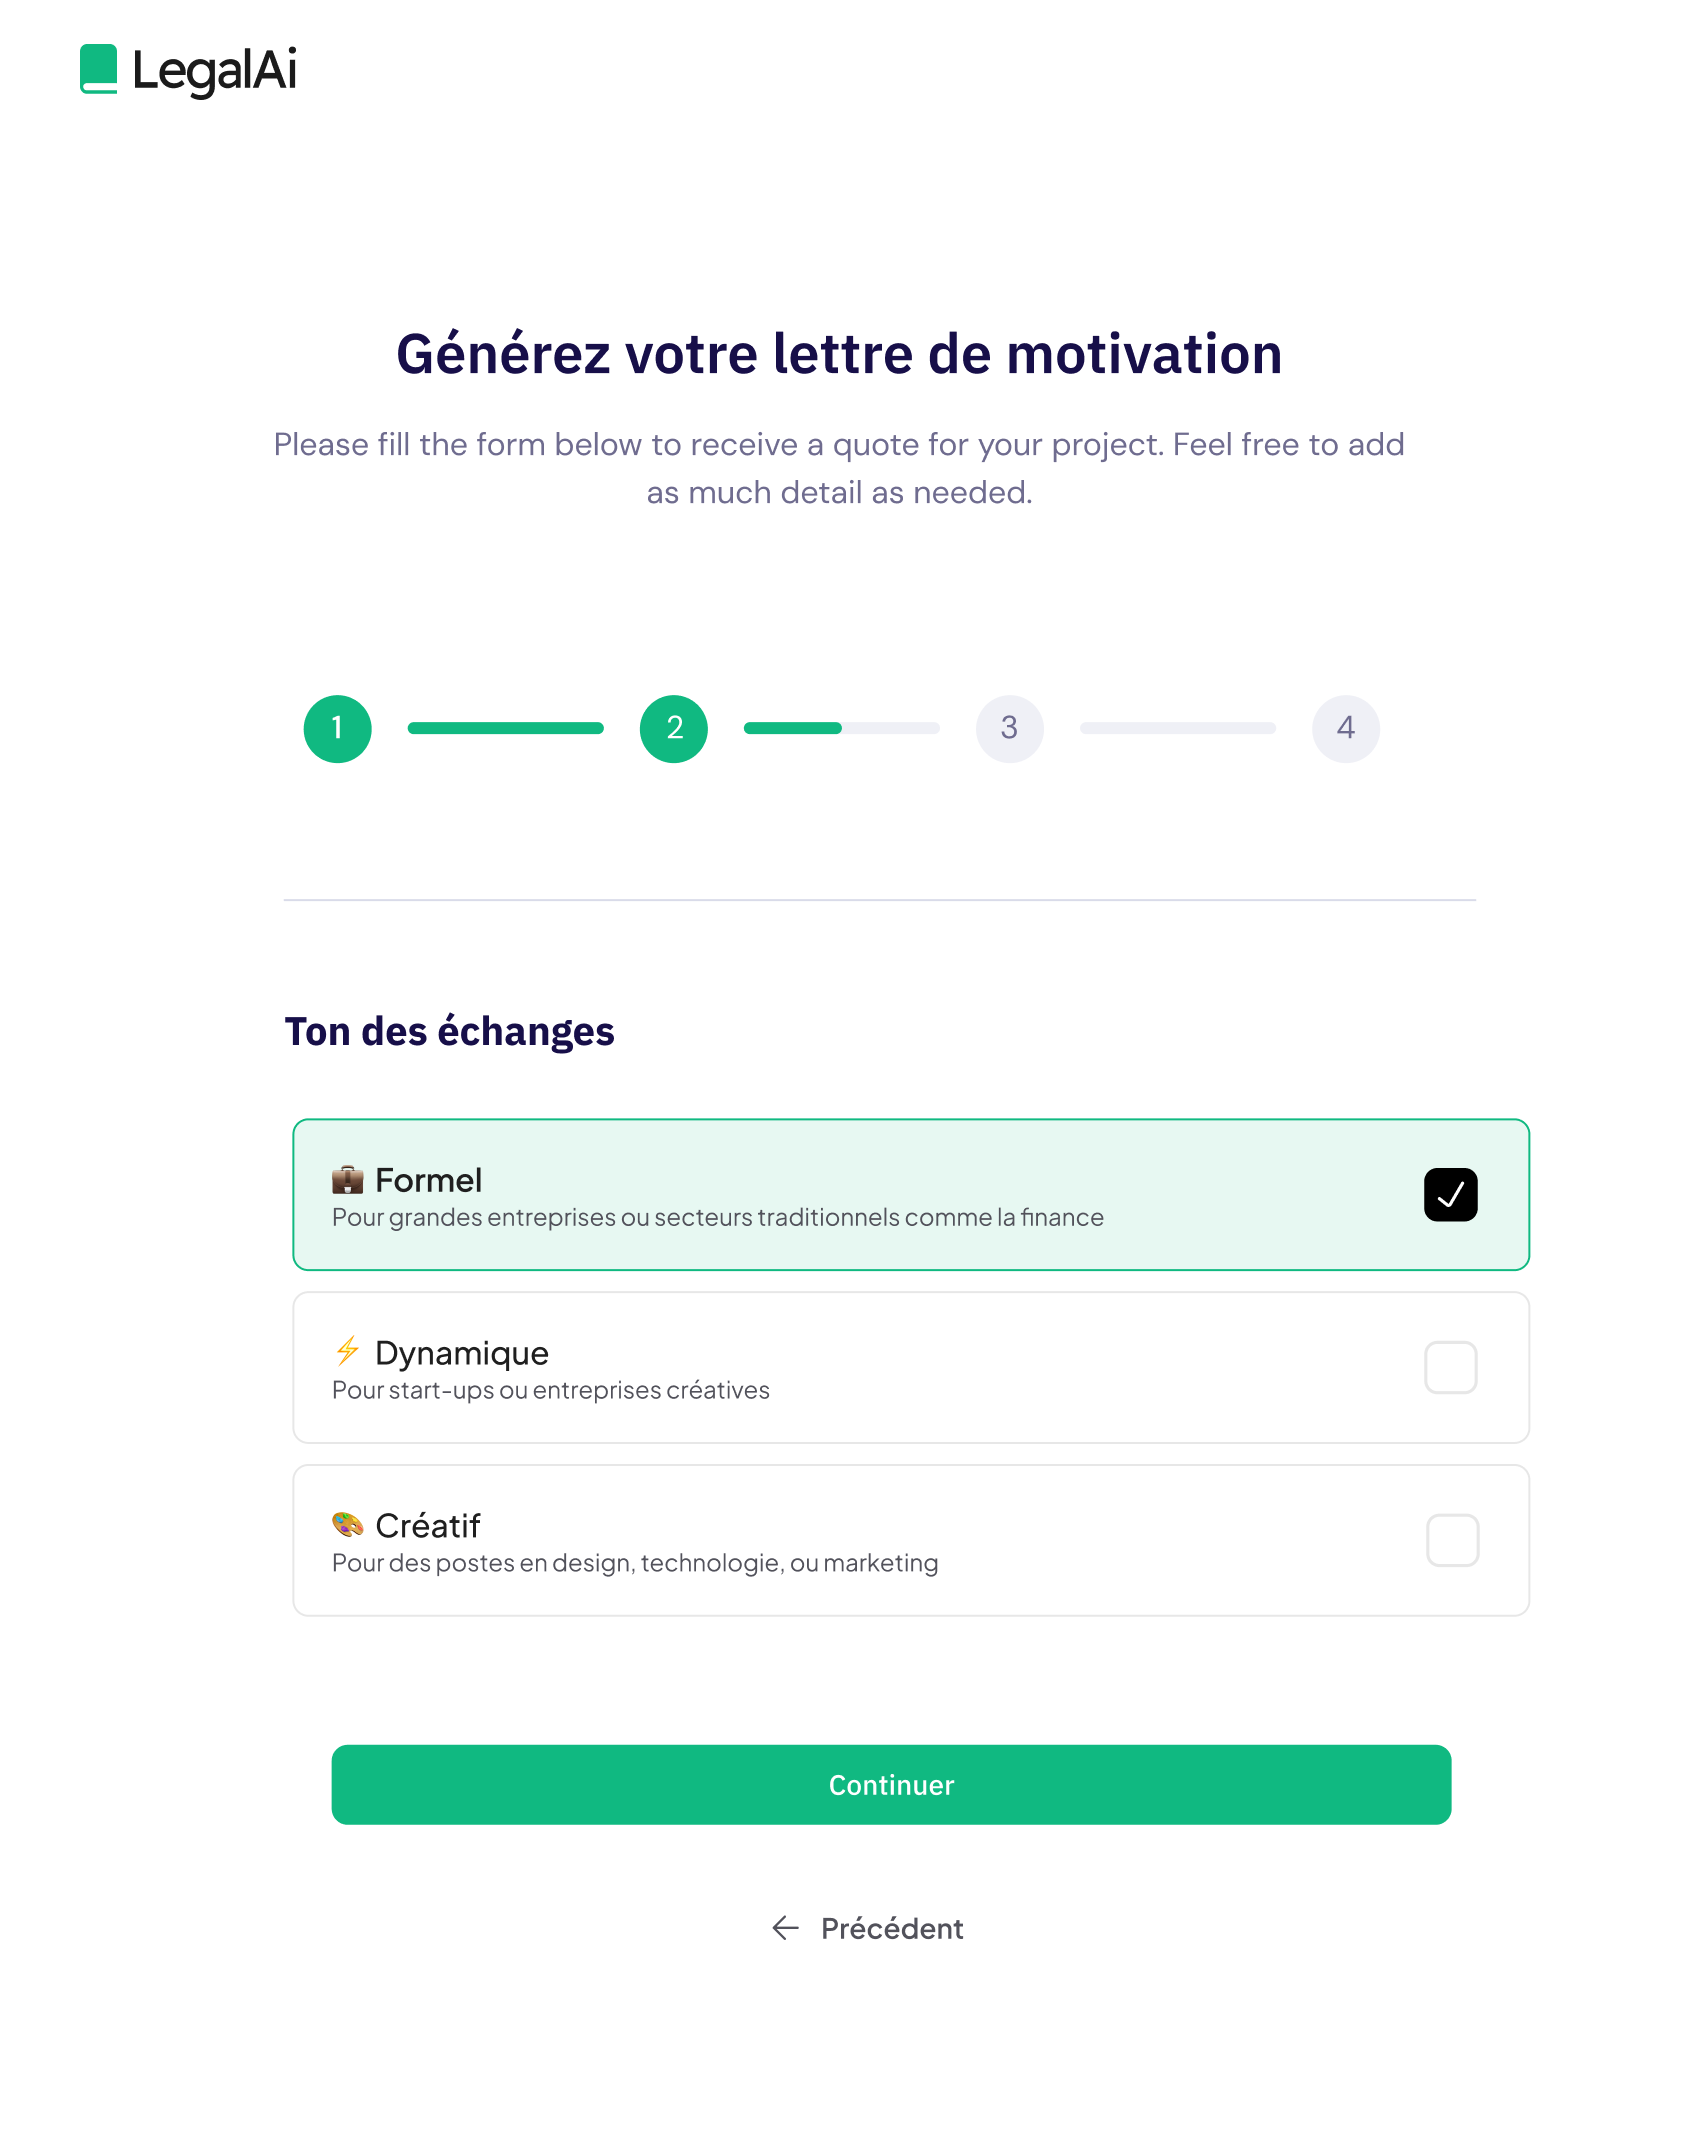 LegalAi
Générez votre lettre de motivation
Please fill the form below to receive a quote for your project. Feel free to add
as much detail as needed.
1
2
3
4
Ton des échanges
💼 Formel
Pour grandes entreprises ou secteurs traditionnels comme la finance
⚡ Dynamique
Pour start-ups ou entreprises créatives
🎨 Créatif
Pour des postes en design, technologie, ou marketing
Continuer
← Précédent